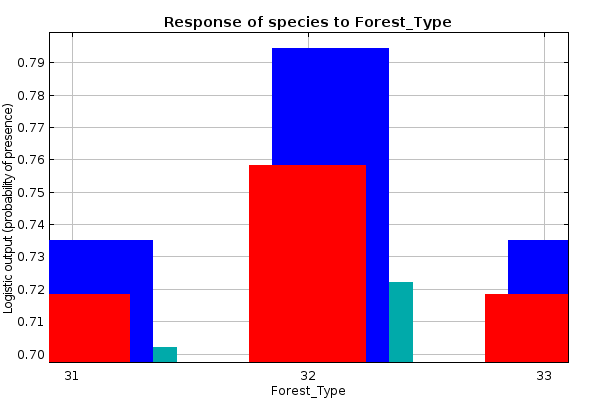 Response of species to Forest_Type
Logistic output (probability of presence)
0.79
0.78
0.77
0.76
0.75
0.74
0.73
0.72
0.71
0.70
31 32 33
Forest_Type